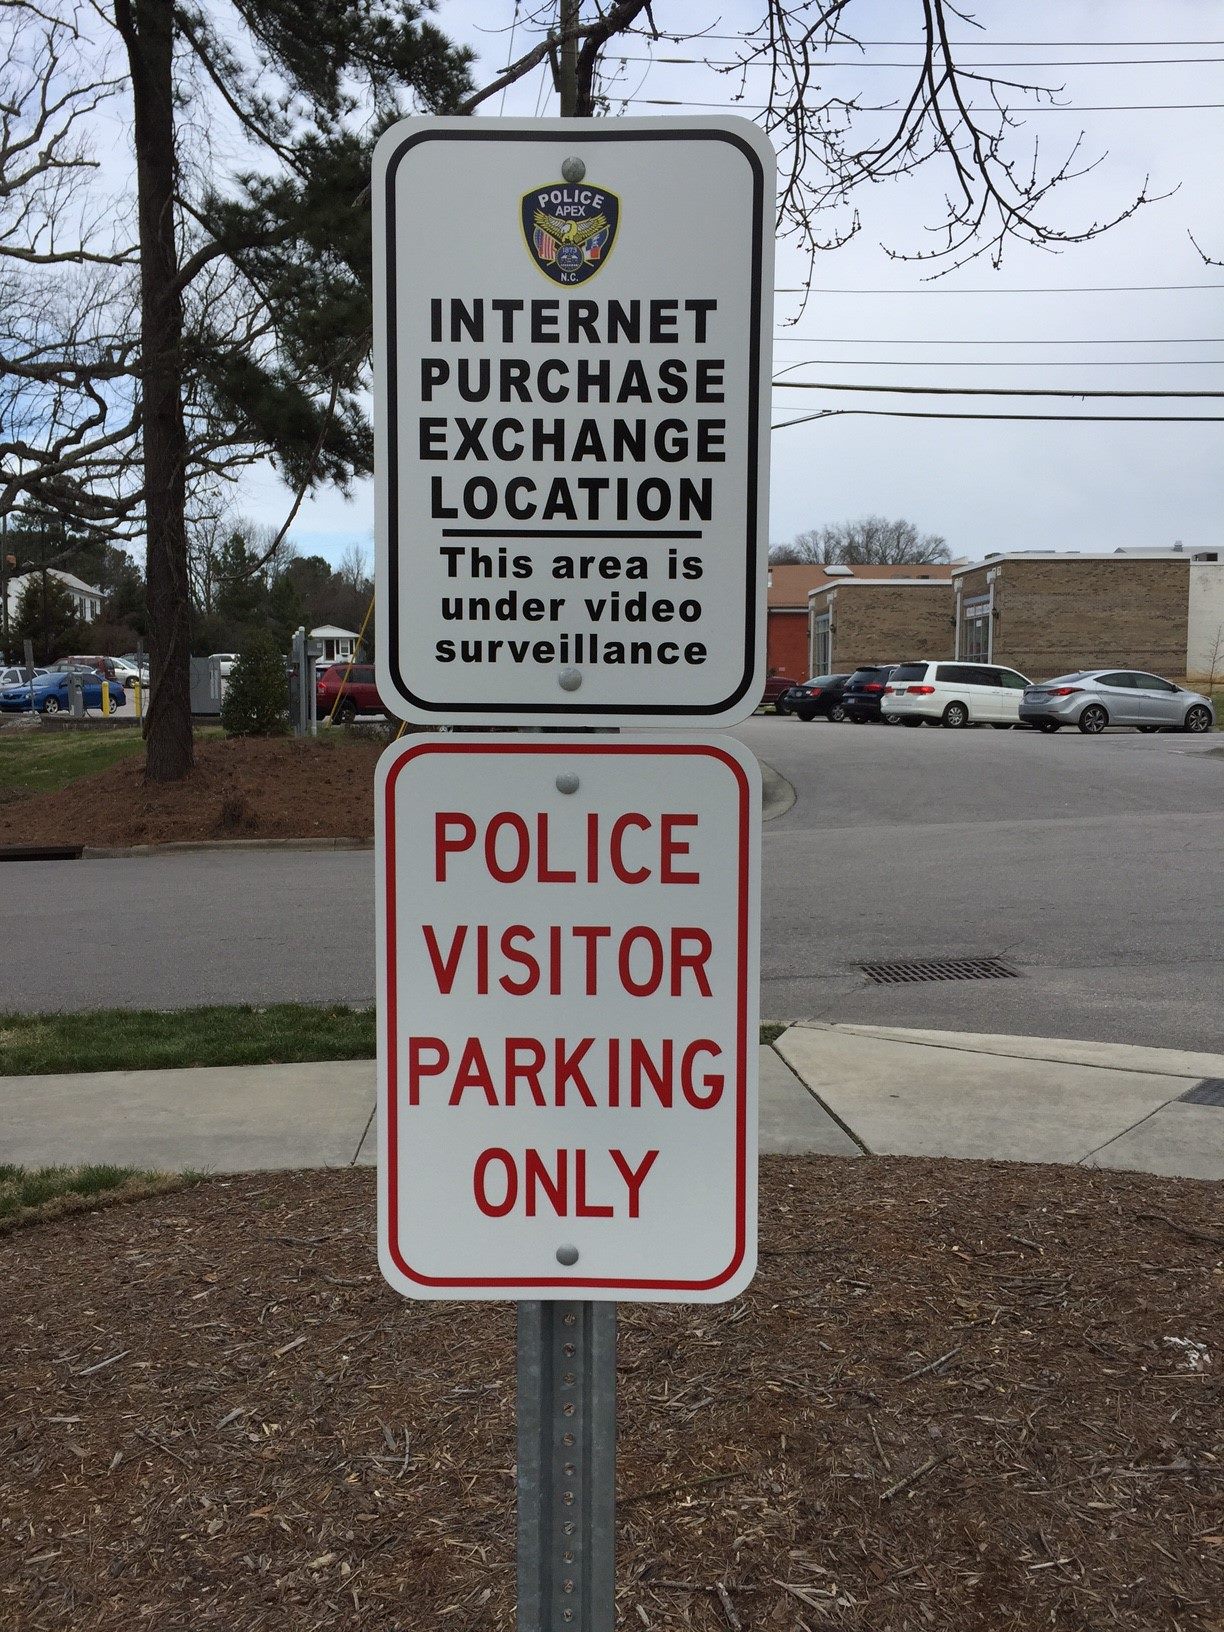 POLICE
APEX
N.C.
INTERNET
PURCHASE
EXCHANGE
LOCATION
This area is
under video
surveillance
POLICE
VISITOR
PARKING
ONLY